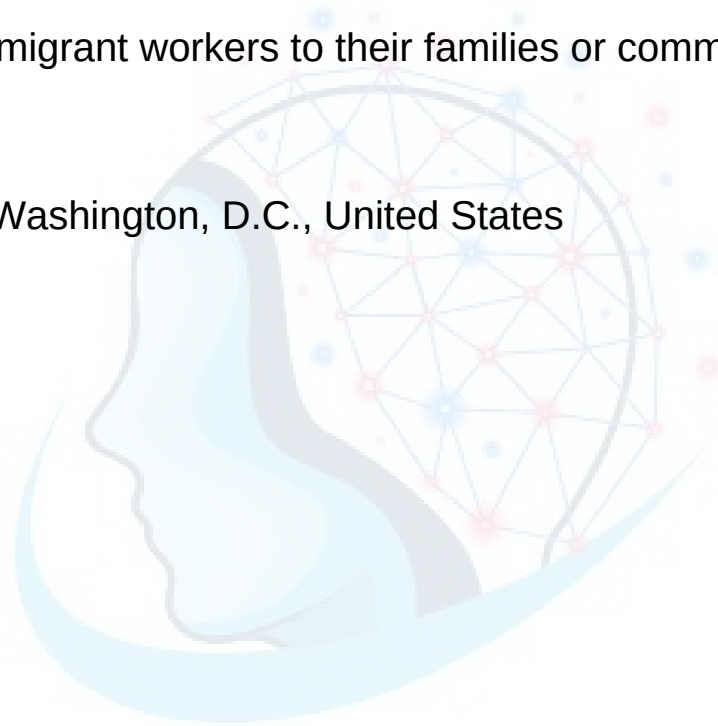 migrant workers to their families or comm
Washington, D.C., United States